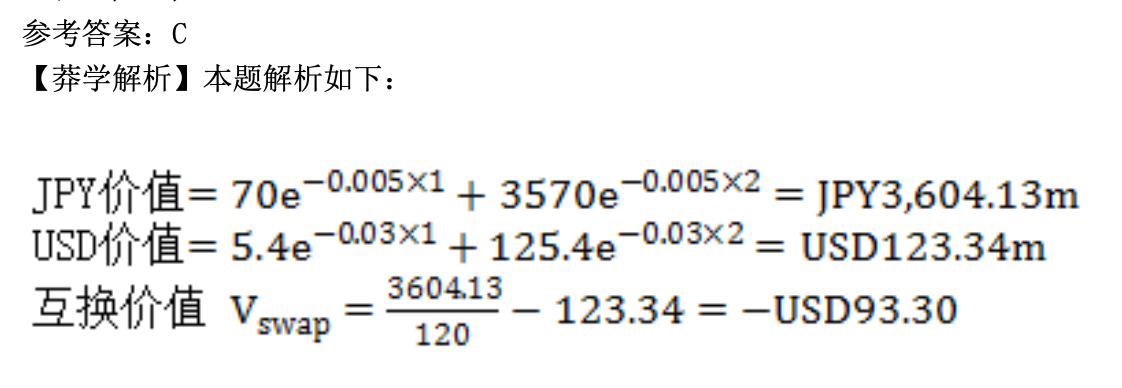 参考答案：C
【莽学解析】本题解析如下：
JPY价值= 70e^−0.005×1 + 3570e^−0.005×2 = JPY3,604.13m
USD价值= 5.4e^−0.03×1 + 125.4e^−0.03×2 = USD123.34m
互换价值 V_swap = 3604.13/120 − 123.34 = −USD93.30